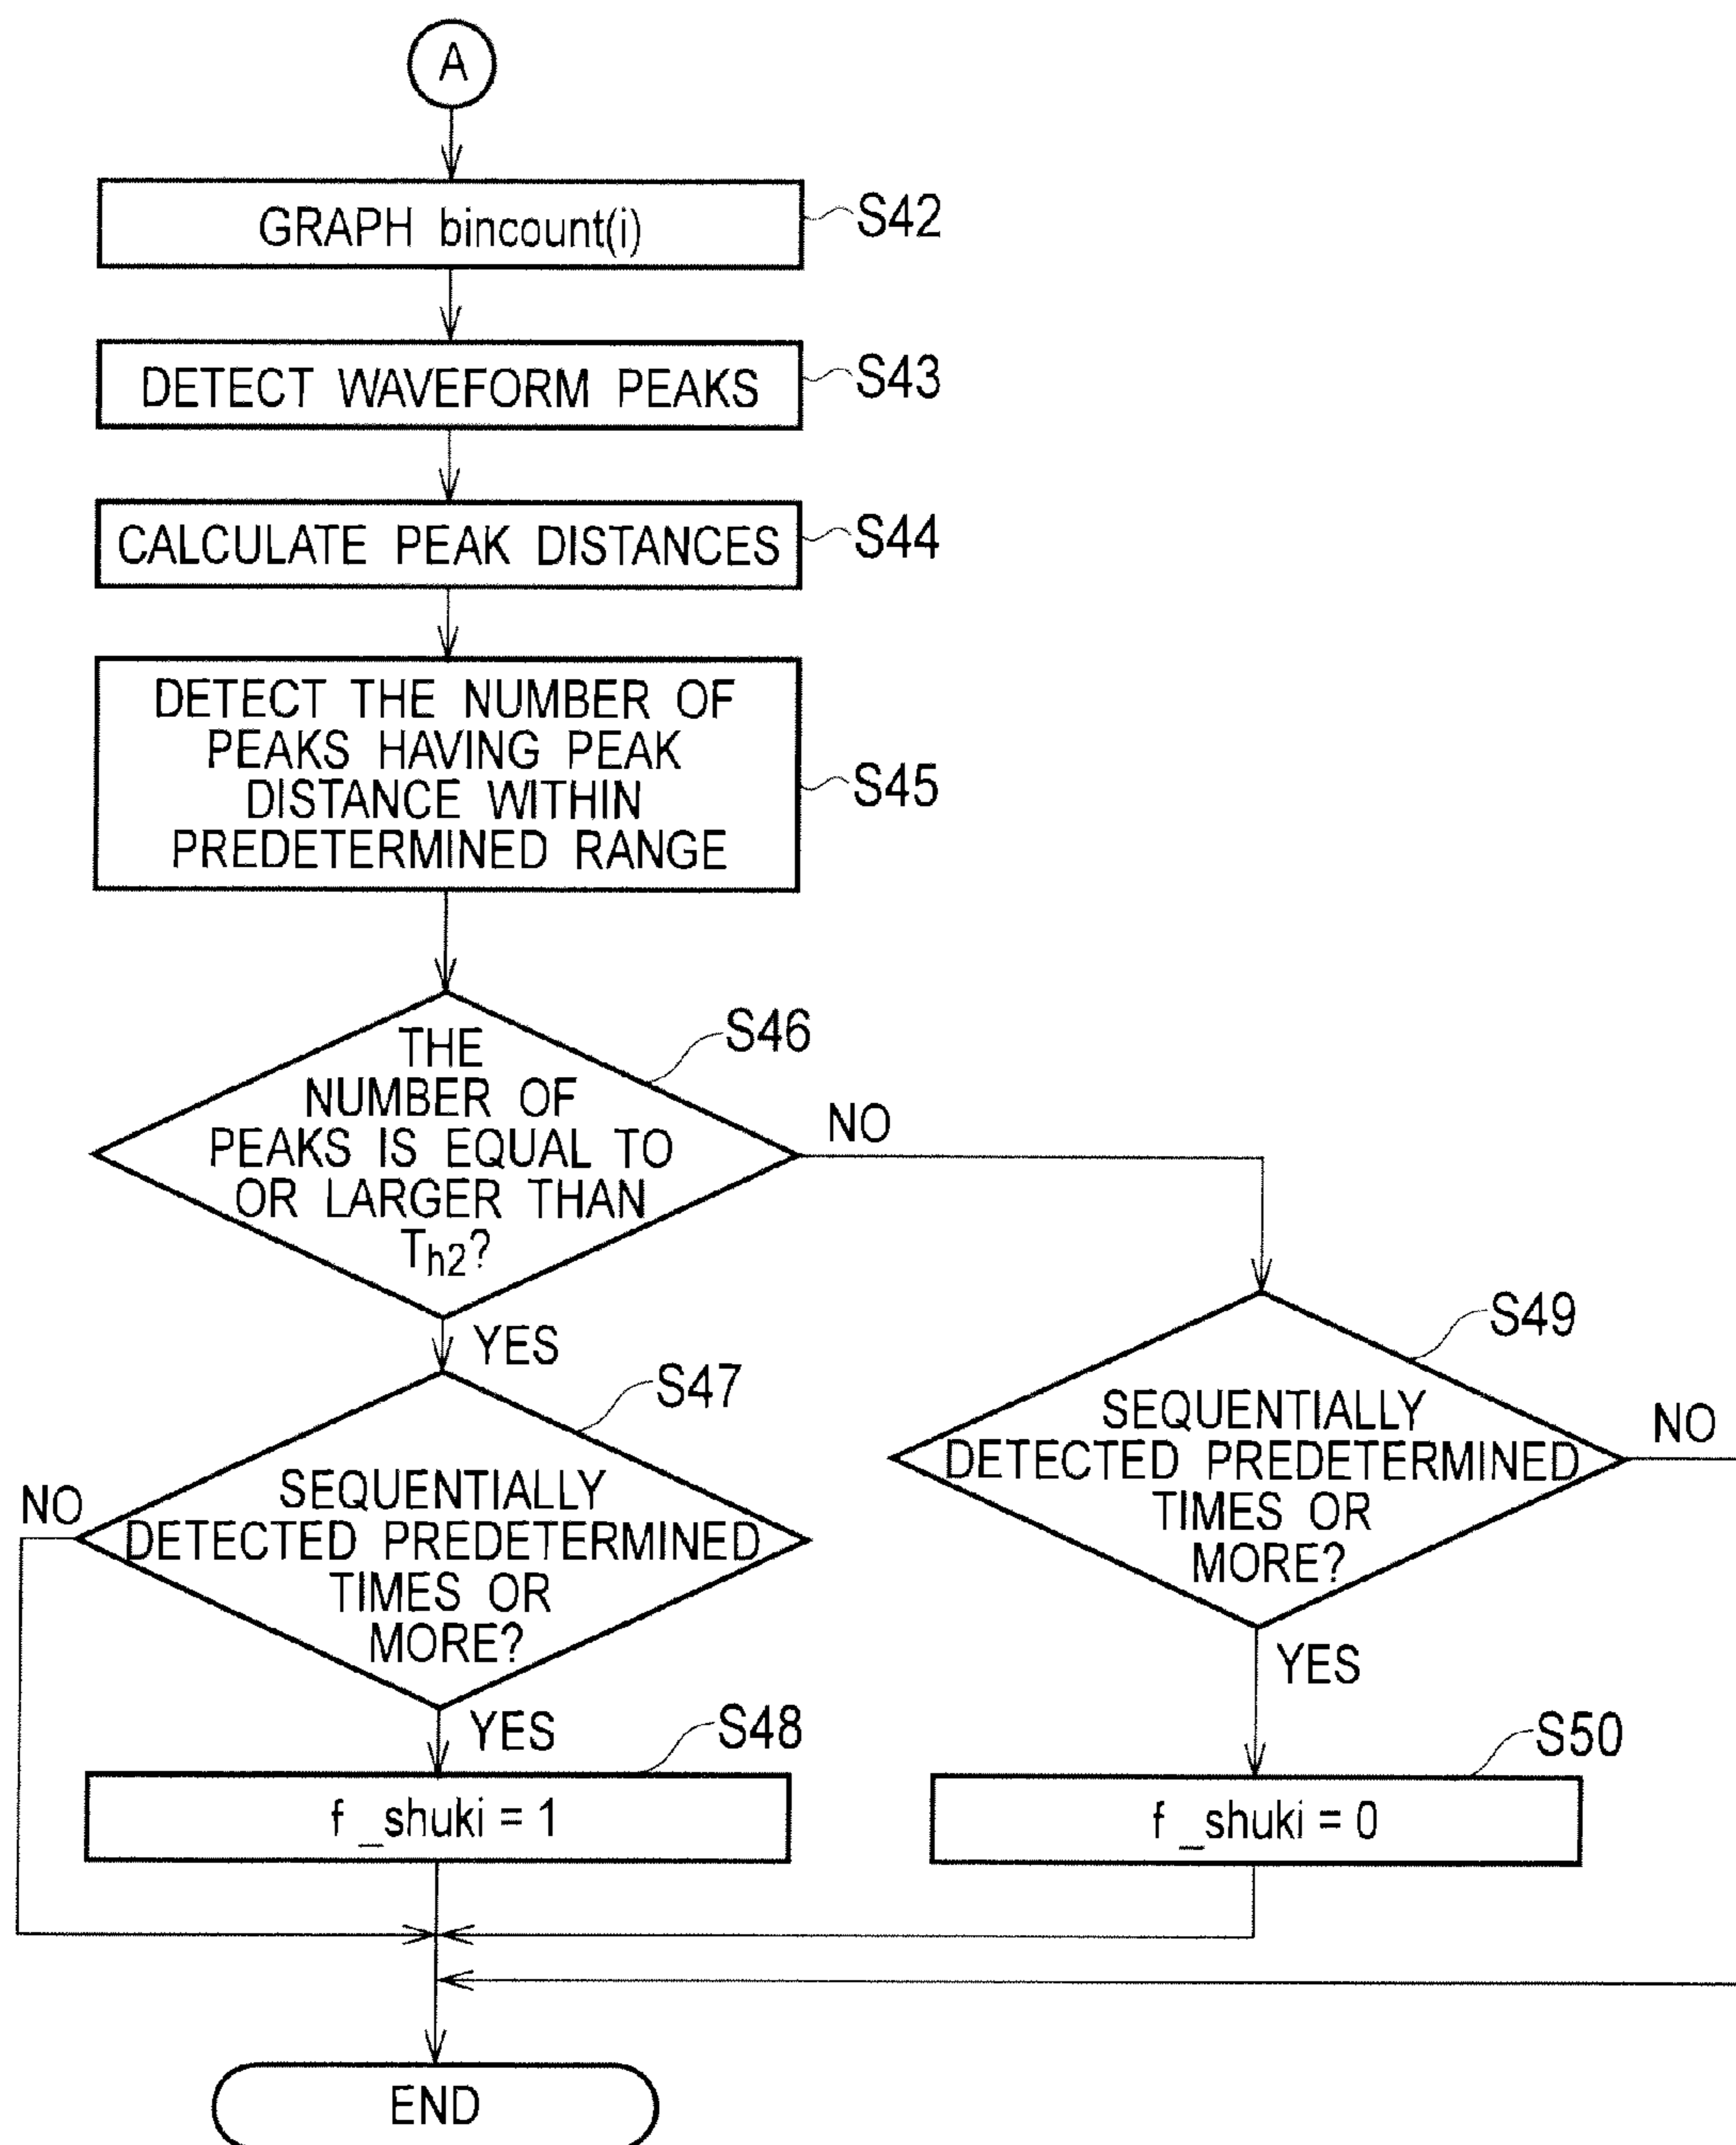 A
GRAPH bincount(i)
S42
DETECT WAVEFORM PEAKS
S43
CALCULATE PEAK DISTANCES
S44
DETECT THE NUMBER OF
PEAKS HAVING PEAK
DISTANCE WITHIN
PREDETERMINED RANGE
S45
S46
THE
NUMBER OF
PEAKS IS EQUAL TO
OR LARGER THAN
Th2?
NO
YES
S47
SEQUENTIALLY
DETECTED PREDETERMINED
TIMES OR
MORE?
NO
YES
S48
f_shuki = 1
S49
SEQUENTIALLY
DETECTED PREDETERMINED
TIMES OR
MORE?
NO
YES
S50
f_shuki = 0
END